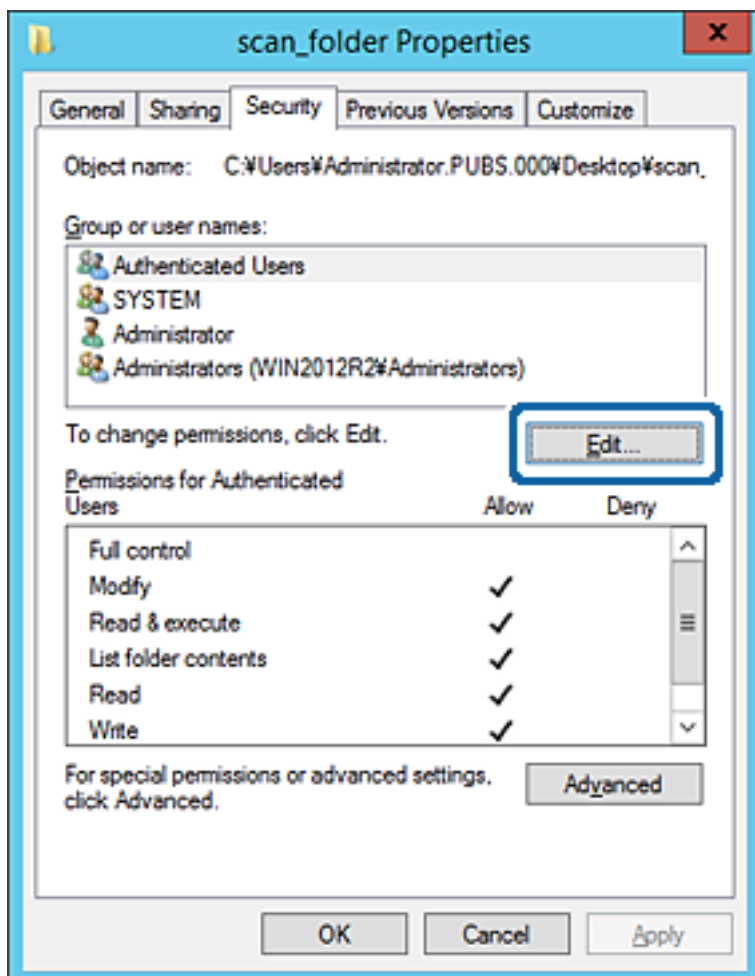 scan_folder Properties
x
General Sharing Security Previous Versions Customize
Object name: C:¥Users¥Administrator.PUBS.000¥Desktop¥scan_
Group or user names:
Authenticated Users
SYSTEM
Administrator
Administrators (WIN2012R2¥Administrators)
To change permissions, click Edit.
Edit...
Permissions for Authenticated
Users Allow Deny
Full control
Modify
Read & execute
List folder contents
Read
Write
For special permissions or advanced settings,
click Advanced.
Advanced
OK Cancel Apply